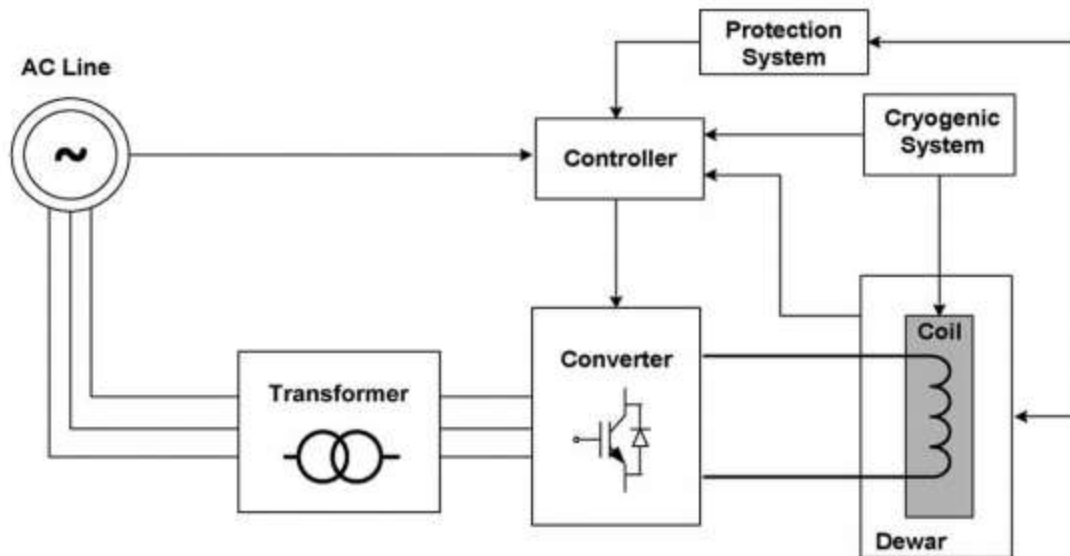 Protection
System
AC Line
~
Cryogenic
System
Controller
Coil
Converter
Transformer
Dewar